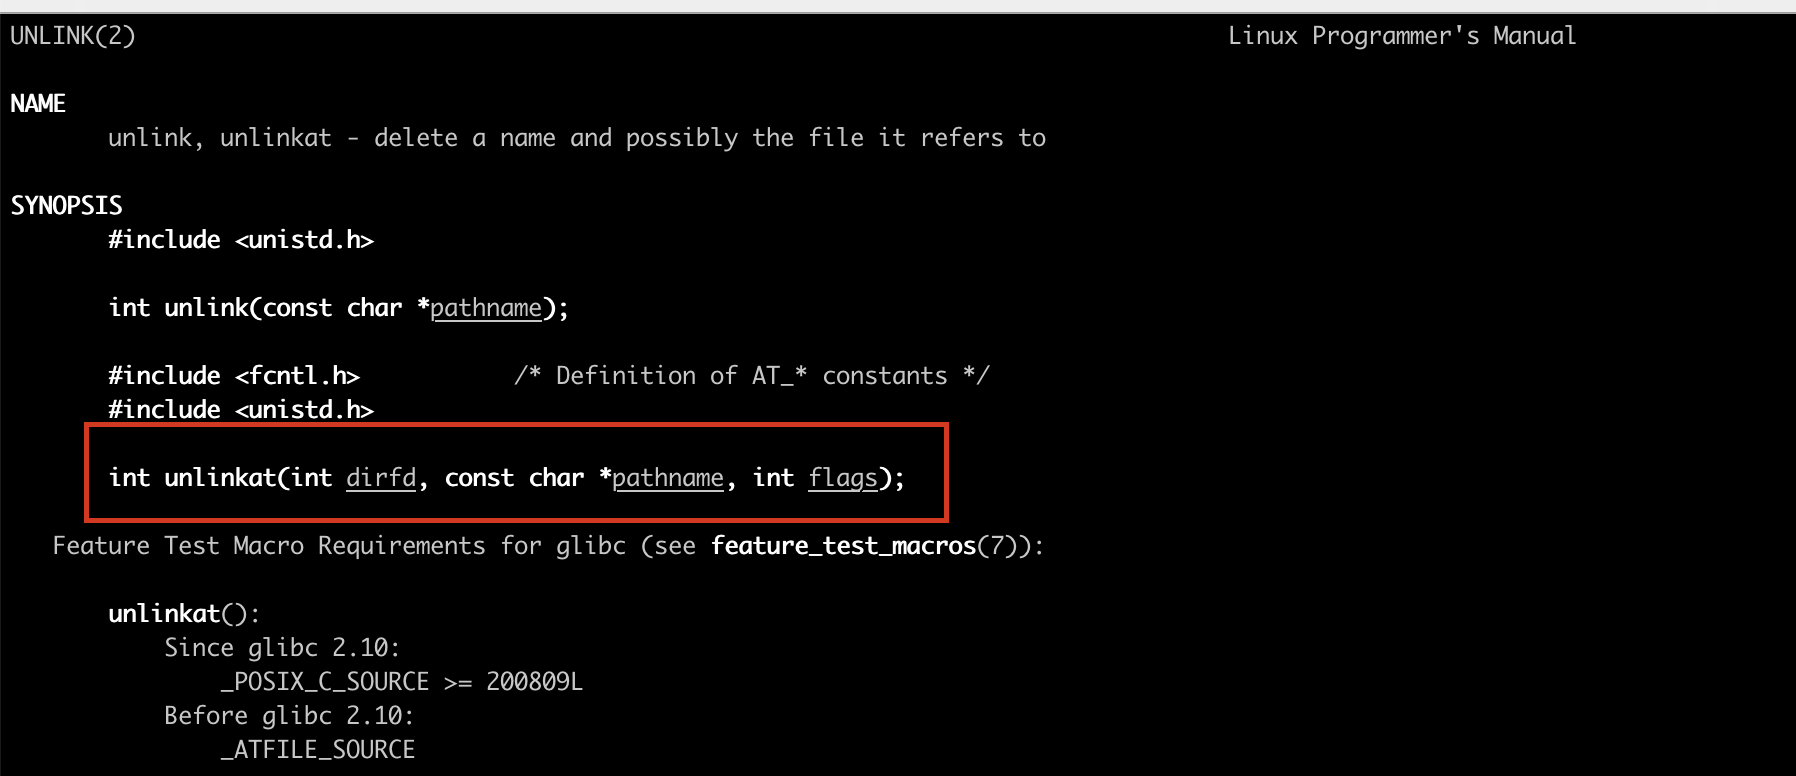 UNLINK(2) Linux Programmer's Manual
NAME
unlink, unlinkat - delete a name and possibly the file it refers to
SYNOPSIS
#include <unistd.h>
int unlink(const char *pathname);
#include <fcntl.h> /* Definition of AT_* constants */
#include <unistd.h>
int unlinkat(int dirfd, const char *pathname, int flags);
Feature Test Macro Requirements for glibc (see feature_test_macros(7)):
unlinkat():
Since glibc 2.10:
_POSIX_C_SOURCE >= 200809L
Before glibc 2.10:
_ATFILE_SOURCE